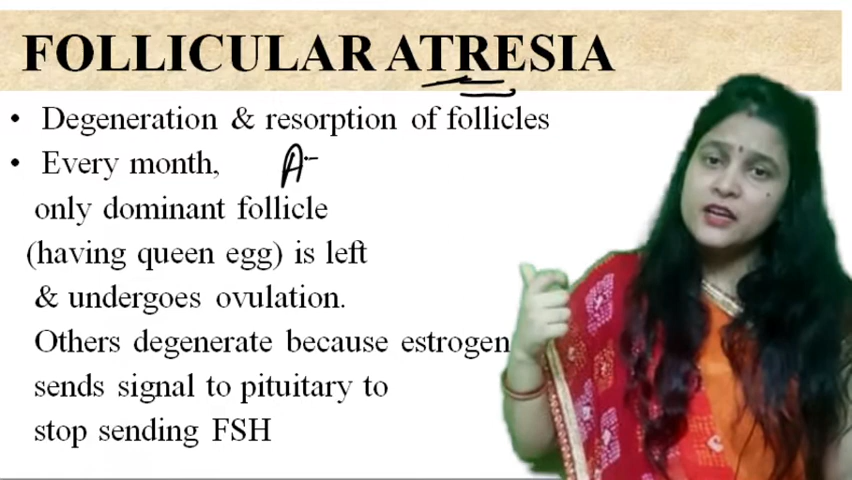 FOLLICULAR ATRESIA
• Degeneration & resorption of follicles
• Every month,
A
only dominant follicle
(having queen egg) is left
& undergoes ovulation.
Others degenerate because estrogen
sends signal to pituitary to
stop sending FSH